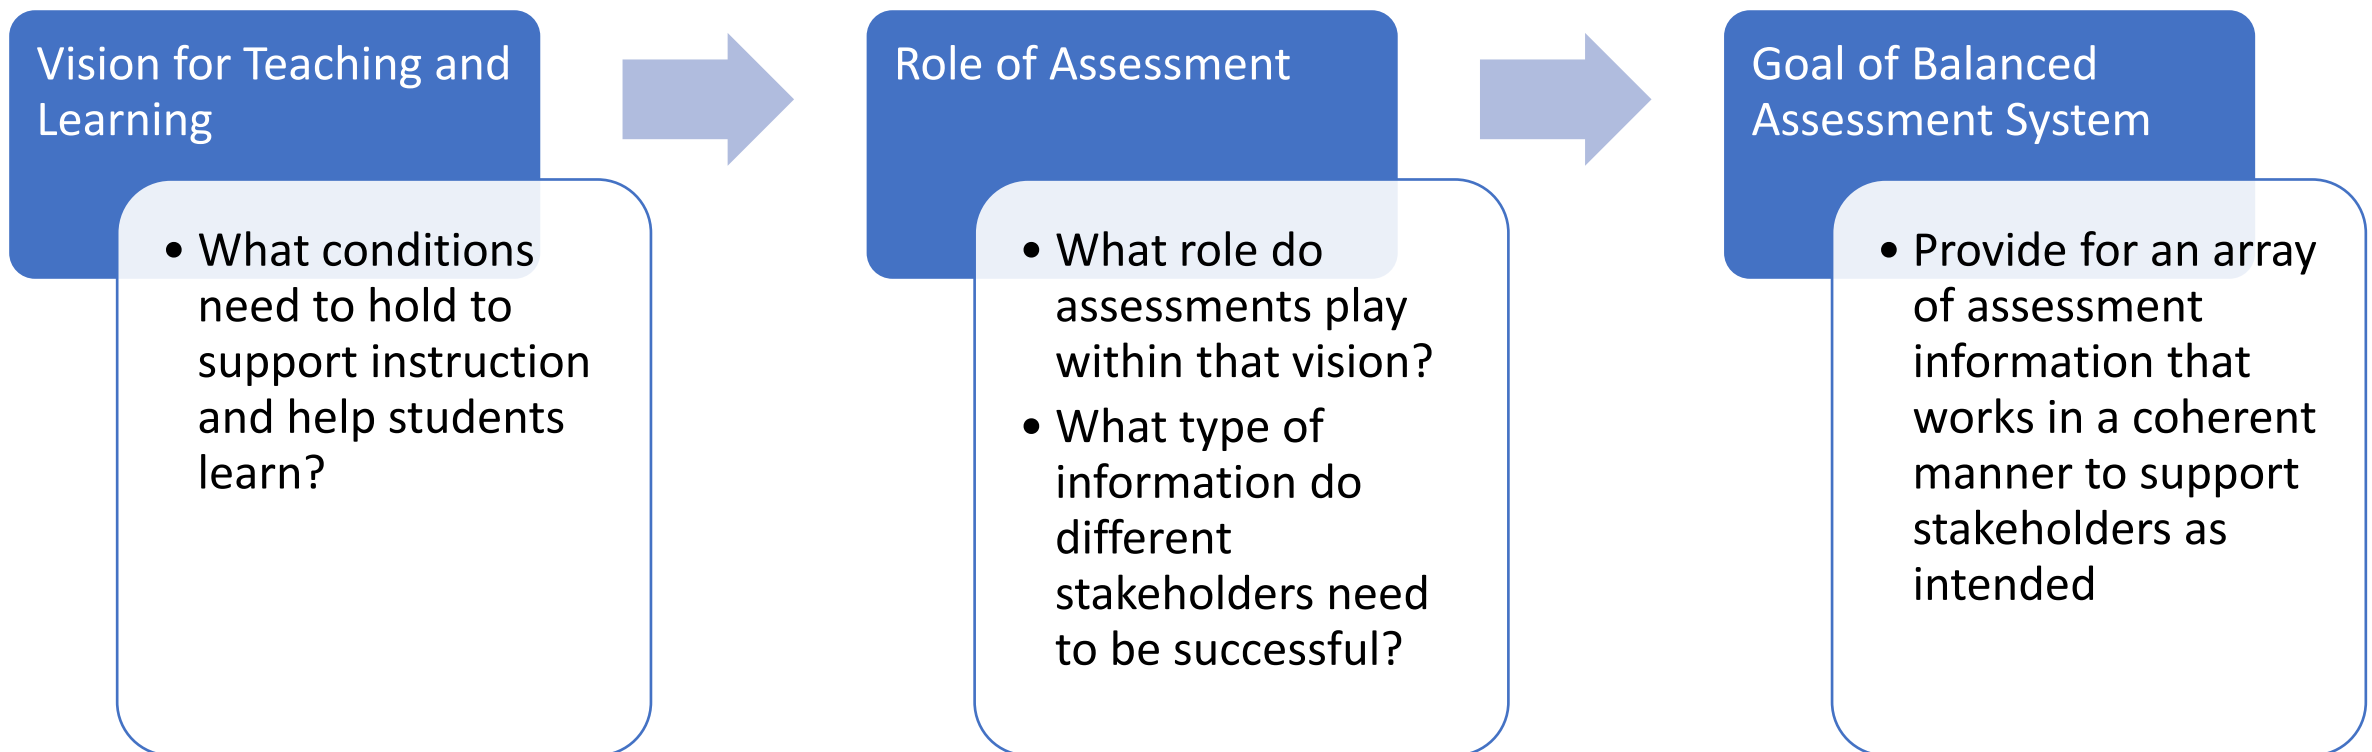 Vision for Teaching and
Learning
• What conditions
need to hold to
support instruction
and help students
learn?
Role of Assessment
• What role do
assessments play
within that vision?
• What type of
information do
different
stakeholders need
to be successful?
Goal of Balanced
Assessment System
• Provide for an array
of assessment
information that
works in a coherent
manner to support
stakeholders as
intended